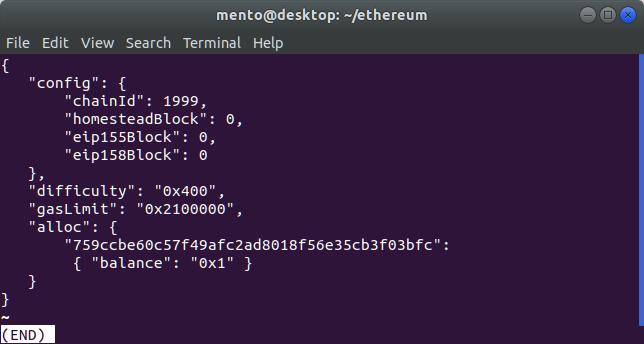 mento@desktop: ~/ethereum
File Edit View Search Terminal Help
{
    "config": {
        "chainId": 1999,
        "homesteadBlock": 0,
        "eip155Block": 0,
        "eip158Block": 0
    },
    "difficulty": "0x400",
    "gasLimit": "0x2100000",
    "alloc": {
        "759ccbe60c57f49afc2ad8018f56e35cb3f03bfc":
         { "balance": "0x1" }
    }
}
~
(END)